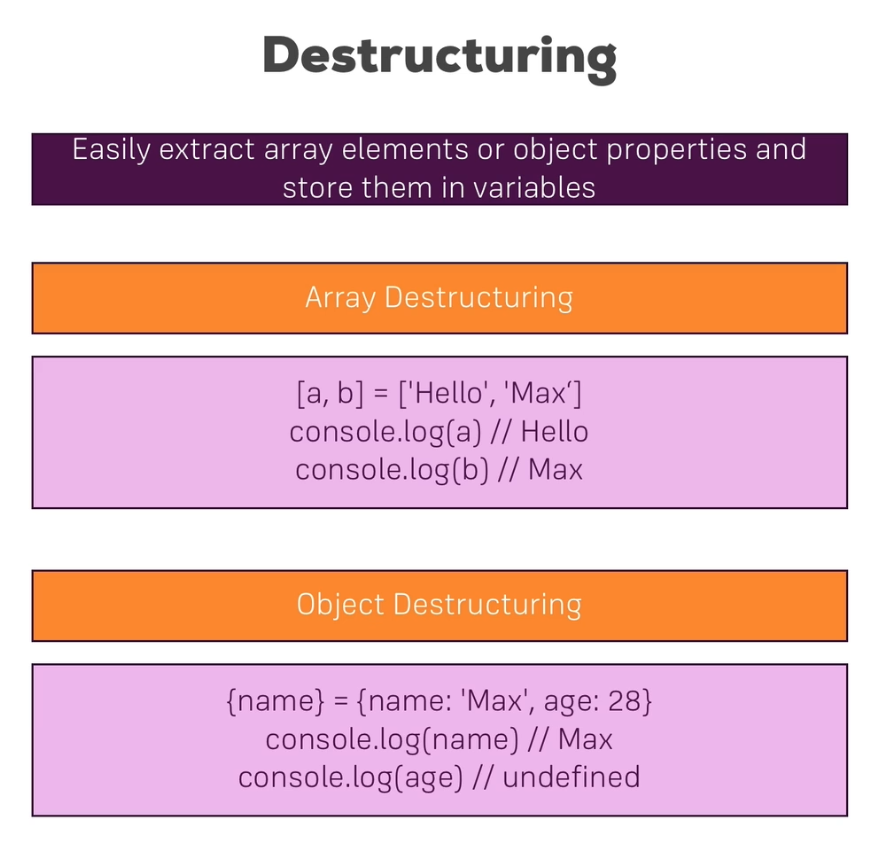 Destructuring
Easily extract array elements or object properties and
store them in variables
Array Destructuring
[a, b] = ['Hello', 'Max‘]
console.log(a) // Hello
console.log(b) // Max
Object Destructuring
{name} = {name: 'Max', age: 28}
console.log(name) // Max
console.log(age) // undefined